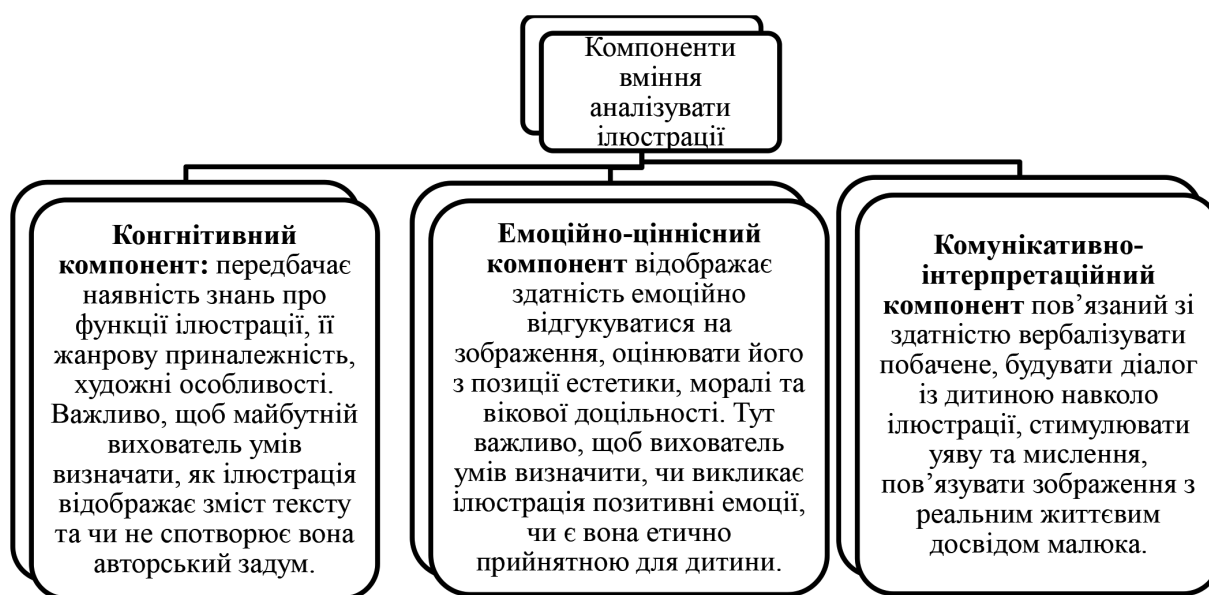 Компоненти
вміння
аналізувати
ілюстрації
Конгнітивний
компонент: передбачає
наявність знань про
функції ілюстрації, її
жанрову приналежність,
художні особливості.
Важливо, щоб майбутній
вихователь умів
визначати, як ілюстрація
відображає зміст тексту
та чи не спотворює вона
авторський задум.
Емоційно-ціннісний
компонент відображає
здатність емоційно
відгукуватися на
зображення, оцінювати його
з позиції естетики, моралі та
вікової доцільності. Тут
важливо, щоб вихователь
умів визначити, чи викликає
ілюстрація позитивні емоції,
чи є вона етично
прийнятною для дитини.
Комунікативно-
інтерпретаційний
компонент пов’язаний зі
здатністю вербалізувати
побачене, будувати діалог
із дитиною навколо
ілюстрації, стимулювати
уяву та мислення,
пов’язувати зображення з
реальним життєвим
досвідом малюка.